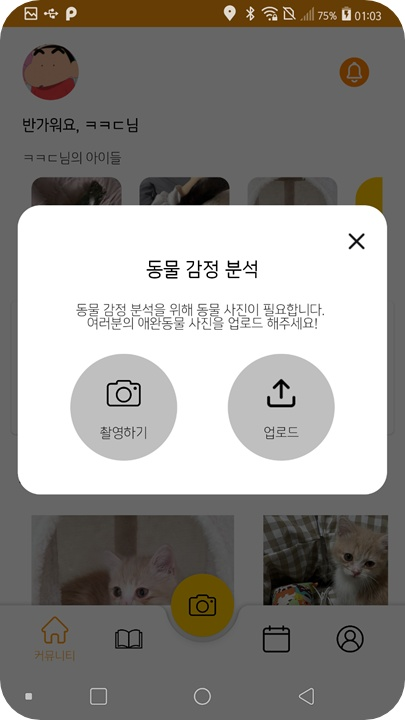 75% 01:03
반가워요, ㅋㅋㄷ님
ㅋㅋㄷ님의 아이들
동물 감정 분석
동물 감정 분석을 위해 동물 사진이 필요합니다.
여러분의 애완동물 사진을 업로드 해주세요!
촬영하기 업로드
커뮤니티